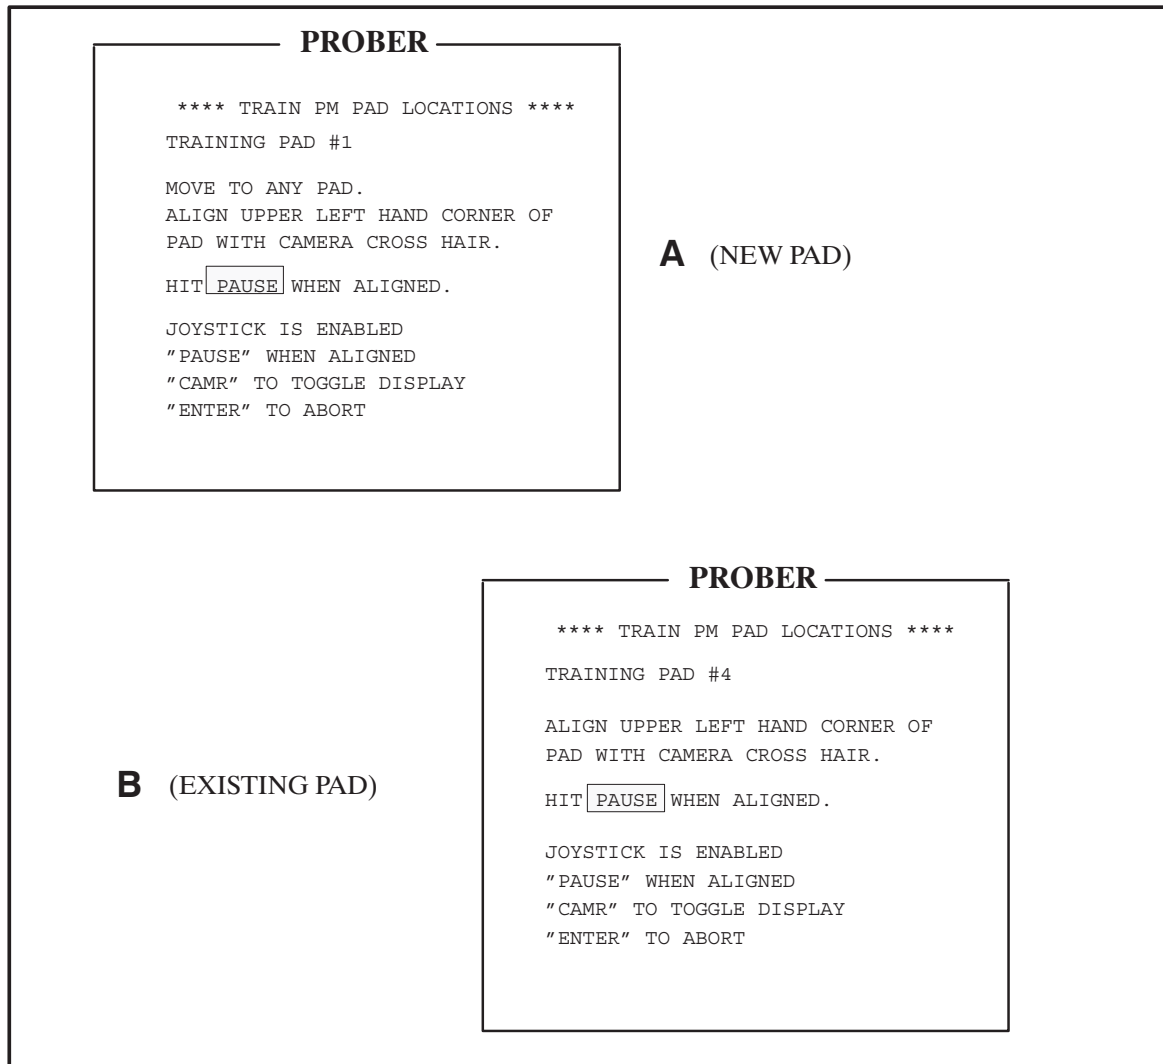 PROBER
**** TRAIN PM PAD LOCATIONS ****
TRAINING PAD #1
MOVE TO ANY PAD.
ALIGN UPPER LEFT HAND CORNER OF
PAD WITH CAMERA CROSS HAIR.
HIT PAUSE WHEN ALIGNED.
JOYSTICK IS ENABLED
"PAUSE" WHEN ALIGNED
"CAMR" TO TOGGLE DISPLAY
"ENTER" TO ABORT
A (NEW PAD)
PROBER
**** TRAIN PM PAD LOCATIONS ****
TRAINING PAD #4
ALIGN UPPER LEFT HAND CORNER OF
PAD WITH CAMERA CROSS HAIR.
HIT PAUSE WHEN ALIGNED.
JOYSTICK IS ENABLED
"PAUSE" WHEN ALIGNED
"CAMR" TO TOGGLE DISPLAY
"ENTER" TO ABORT
B (EXISTING PAD)